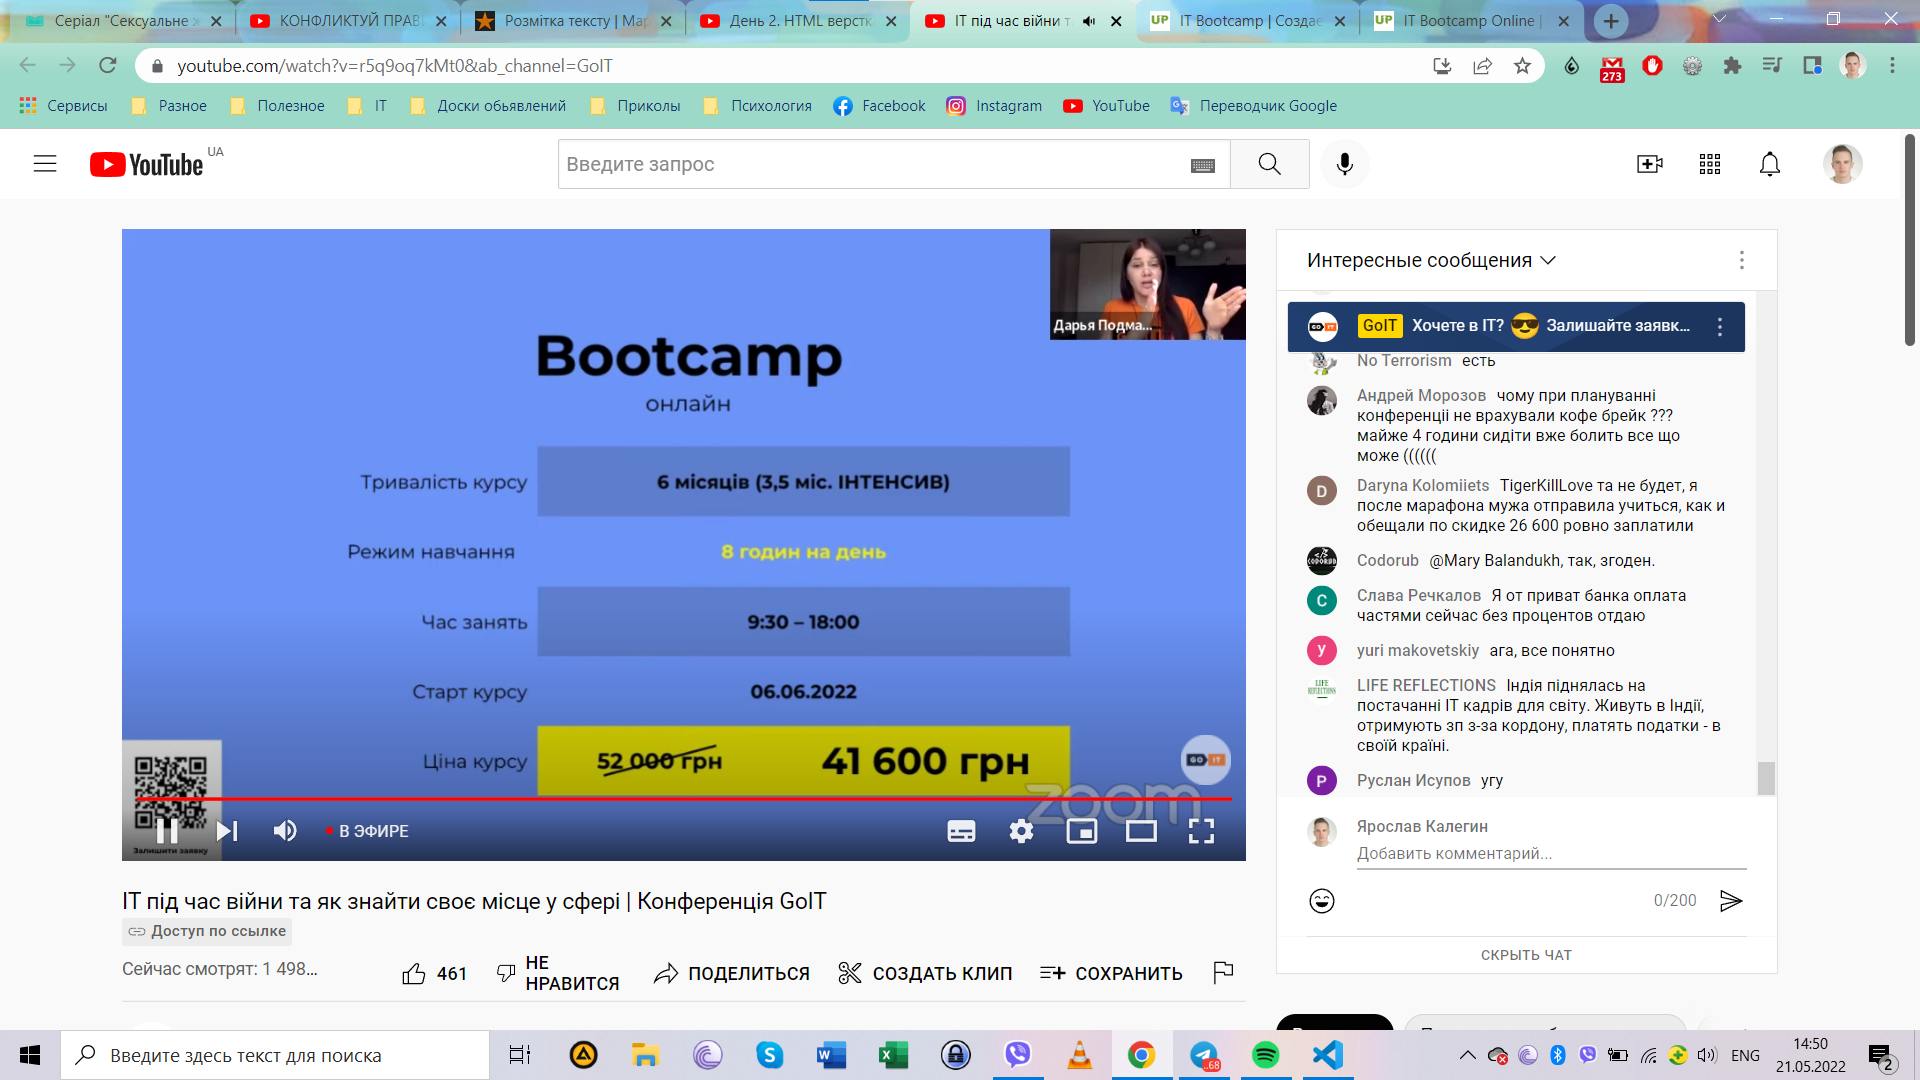 Серіал "Сексуальне ж
КОНФЛИКТУЙ ПРАВ
Розмітка тексту | Мар
День 2. HTML верстк
IT під час війни т
IT Bootcamp | Создае
IT Bootcamp Online |
youtube.com/watch?v=r5q9oq7kMt0&ab_channel=GoIT
273
Сервисы
Разное
Полезное
IT
Доски обьявлений
Приколы
Психология
Facebook
Instagram
YouTube
Переводчик Google
YouTube UA
Введите запрос
Дарья Подма...
Bootcamp
онлайн
Тривалість курсу 6 місяців (3,5 міс. ІНТЕНСИВ)
Режим навчання 8 годин на день
Час занять 9:30 – 18:00
Старт курсу 06.06.2022
Ціна курсу 52 000 грн 41 600 грн
GO IT
zoom
Залишити заявку
В ЭФИРЕ
IT під час війни та як знайти своє місце у сфері | Конференція GoIT
Доступ по ссылке
Сейчас смотрят: 1 498...
461
НЕ
НРАВИТСЯ
ПОДЕЛИТЬСЯ
СОЗДАТЬ КЛИП
СОХРАНИТЬ
Интересные сообщения
GoIT Хочете в IT? Залишайте заявк...
No Terrorism есть
Андрей Морозов чому при плануванні
конференціі не врахували кофе брейк ???
майже 4 години сидіти вже болить все що
може ((((((
Daryna Kolomiiets TigerKillLove та не будет, я
после марафона мужа отправила учиться, как и
обещали по скидке 26 600 ровно заплатили
Codorub @Mary Balandukh, так, згоден.
Слава Речкалов Я от приват банка оплата
частями сейчас без процентов отдаю
yuri makovetskiy ага, все понятно
LIFE REFLECTIONS Індія піднялась на
постачанні IT кадрів для світу. Живуть в Індії,
отримують зп з-за кордону, платять податки - в
своїй країні.
Руслан Исупов угу
Ярослав Калегин
Добавить комментарий...
0/200
СКРЫТЬ ЧАТ
Введите здесь текст для поиска
ENG
14:50
21.05.2022
2